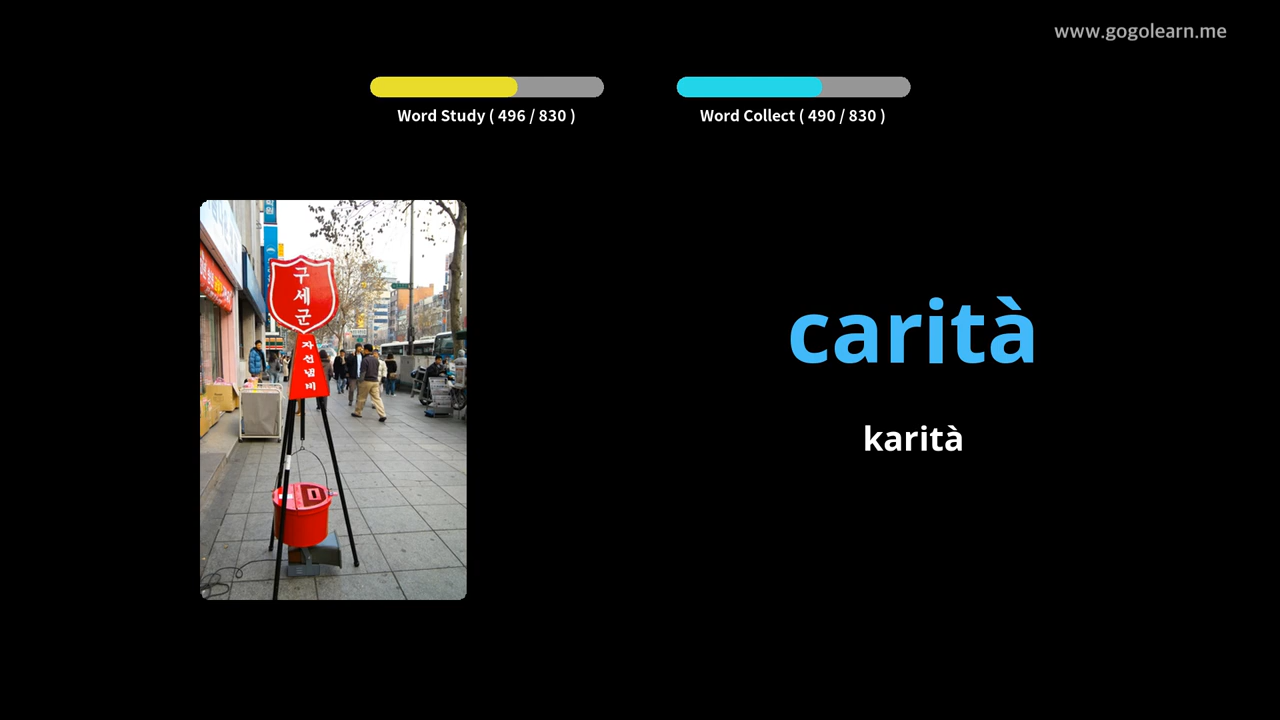 www.gogolearn.me
Word Study ( 496 / 830 )
Word Collect ( 490 / 830 )
구
세
군
자
선
냄
비
carità
karità